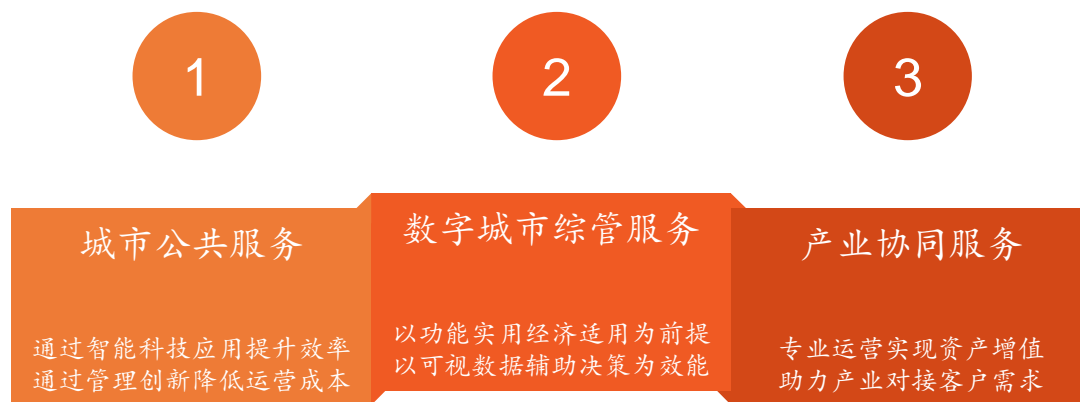 1
2
3
城市公共服务
通过智能科技应用提升效率
通过管理创新降低运营成本
数字城市综管服务
以功能实用经济适用为前提
以可视数据辅助决策为效能
产业协同服务
专业运营实现资产增值
助力产业对接客户需求